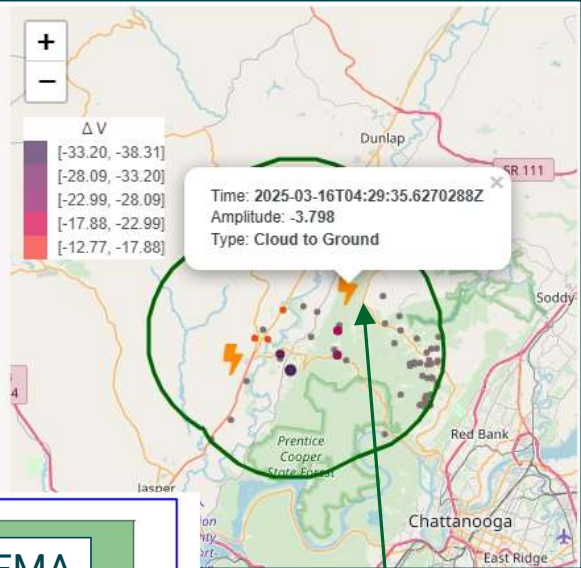 +
−
Δ V
[-33.20, -38.31]
[-28.09, -33.20]
[-22.99, -28.09]
[-17.88, -22.99]
[-12.77, -17.88]
Dunlap
SR 111
×
Time: 2025-03-16T04:29:35.6270288Z
Amplitude: -3.798
Type: Cloud to Ground
Soddy-
4
Prentice
Cooper
State Forest
Red Bank
Jasper
Chattanooga
East Ridge
EMA